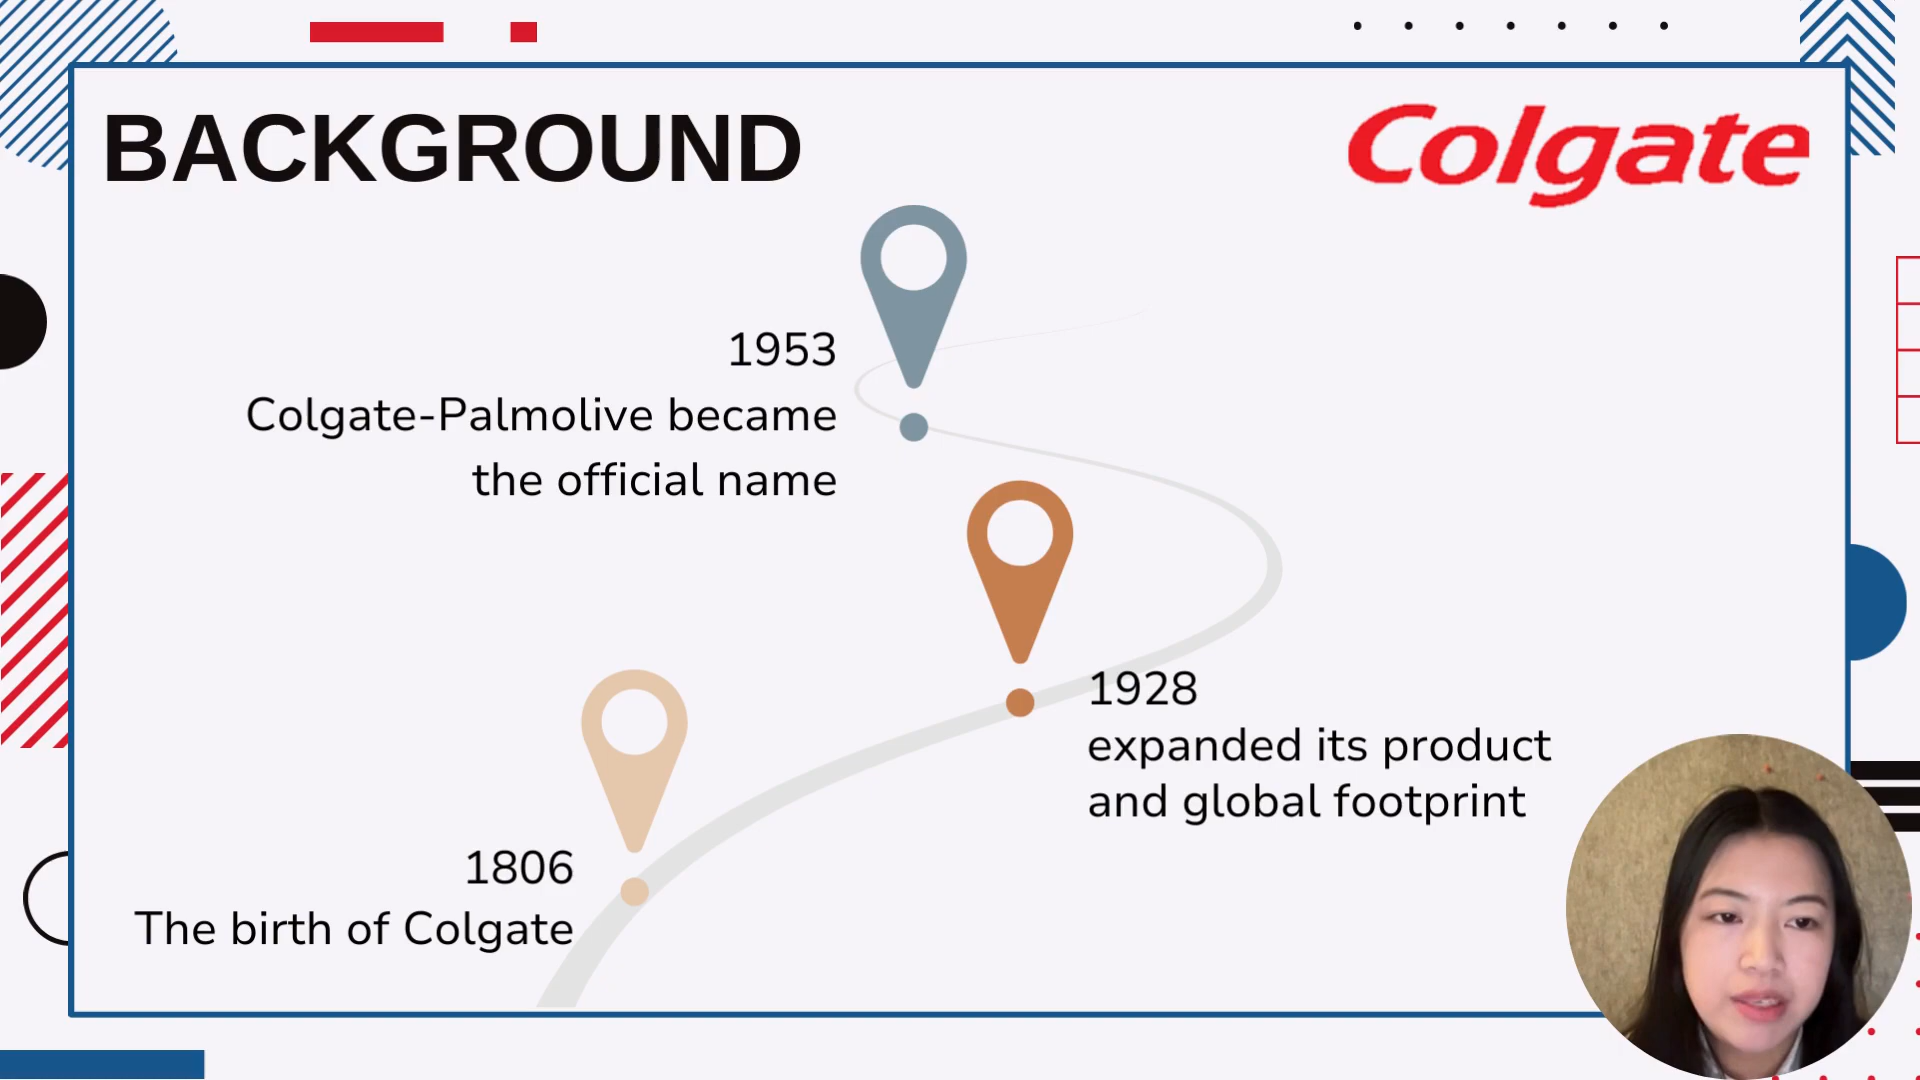 BACKGROUND
Colgate
1953
Colgate-Palmolive became
the official name
1928
expanded its product
and global footprint
1806
The birth of Colgate